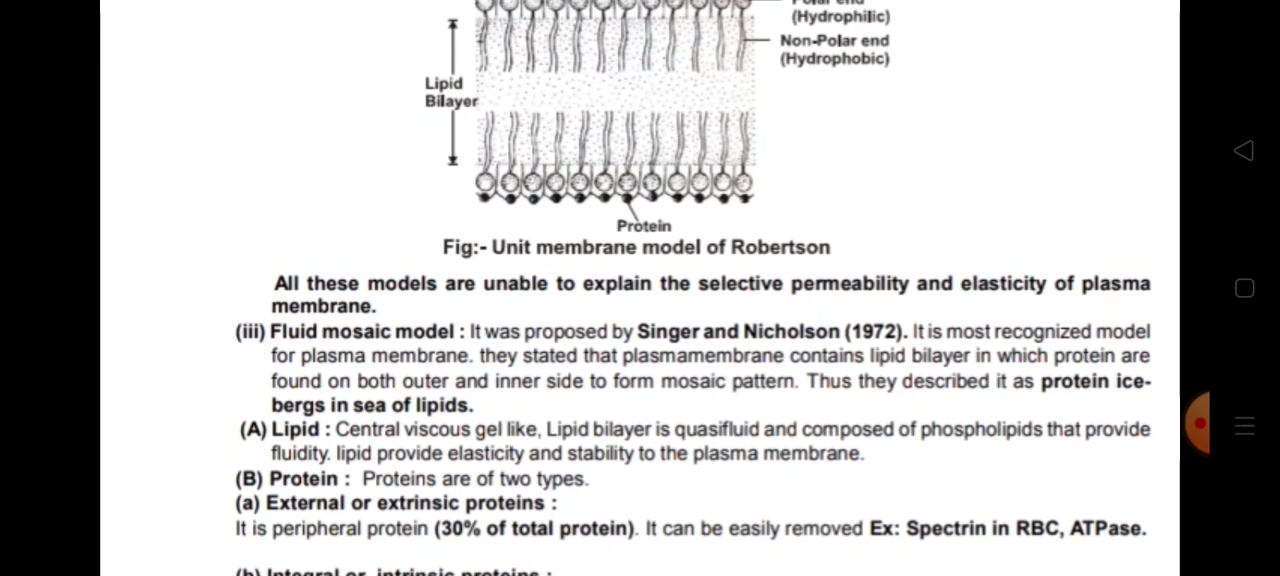 Polar end
(Hydrophilic)
Non-Polar end
(Hydrophobic)
Lipid
Bilayer
Protein
Fig:- Unit membrane model of Robertson
All these models are unable to explain the selective permeability and elasticity of plasma
membrane.
(iii) Fluid mosaic model : It was proposed by Singer and Nicholson (1972). It is most recognized model
for plasma membrane. they stated that plasmamembrane contains lipid bilayer in which protein are
found on both outer and inner side to form mosaic pattern. Thus they described it as protein ice-
bergs in sea of lipids.
(A) Lipid : Central viscous gel like, Lipid bilayer is quasifluid and composed of phospholipids that provide
fluidity. lipid provide elasticity and stability to the plasma membrane.
(B) Protein : Proteins are of two types.
(a) External or extrinsic proteins :
It is peripheral protein (30% of total protein). It can be easily removed Ex: Spectrin in RBC, ATPase.
(b) Integral or intrinsic proteins :